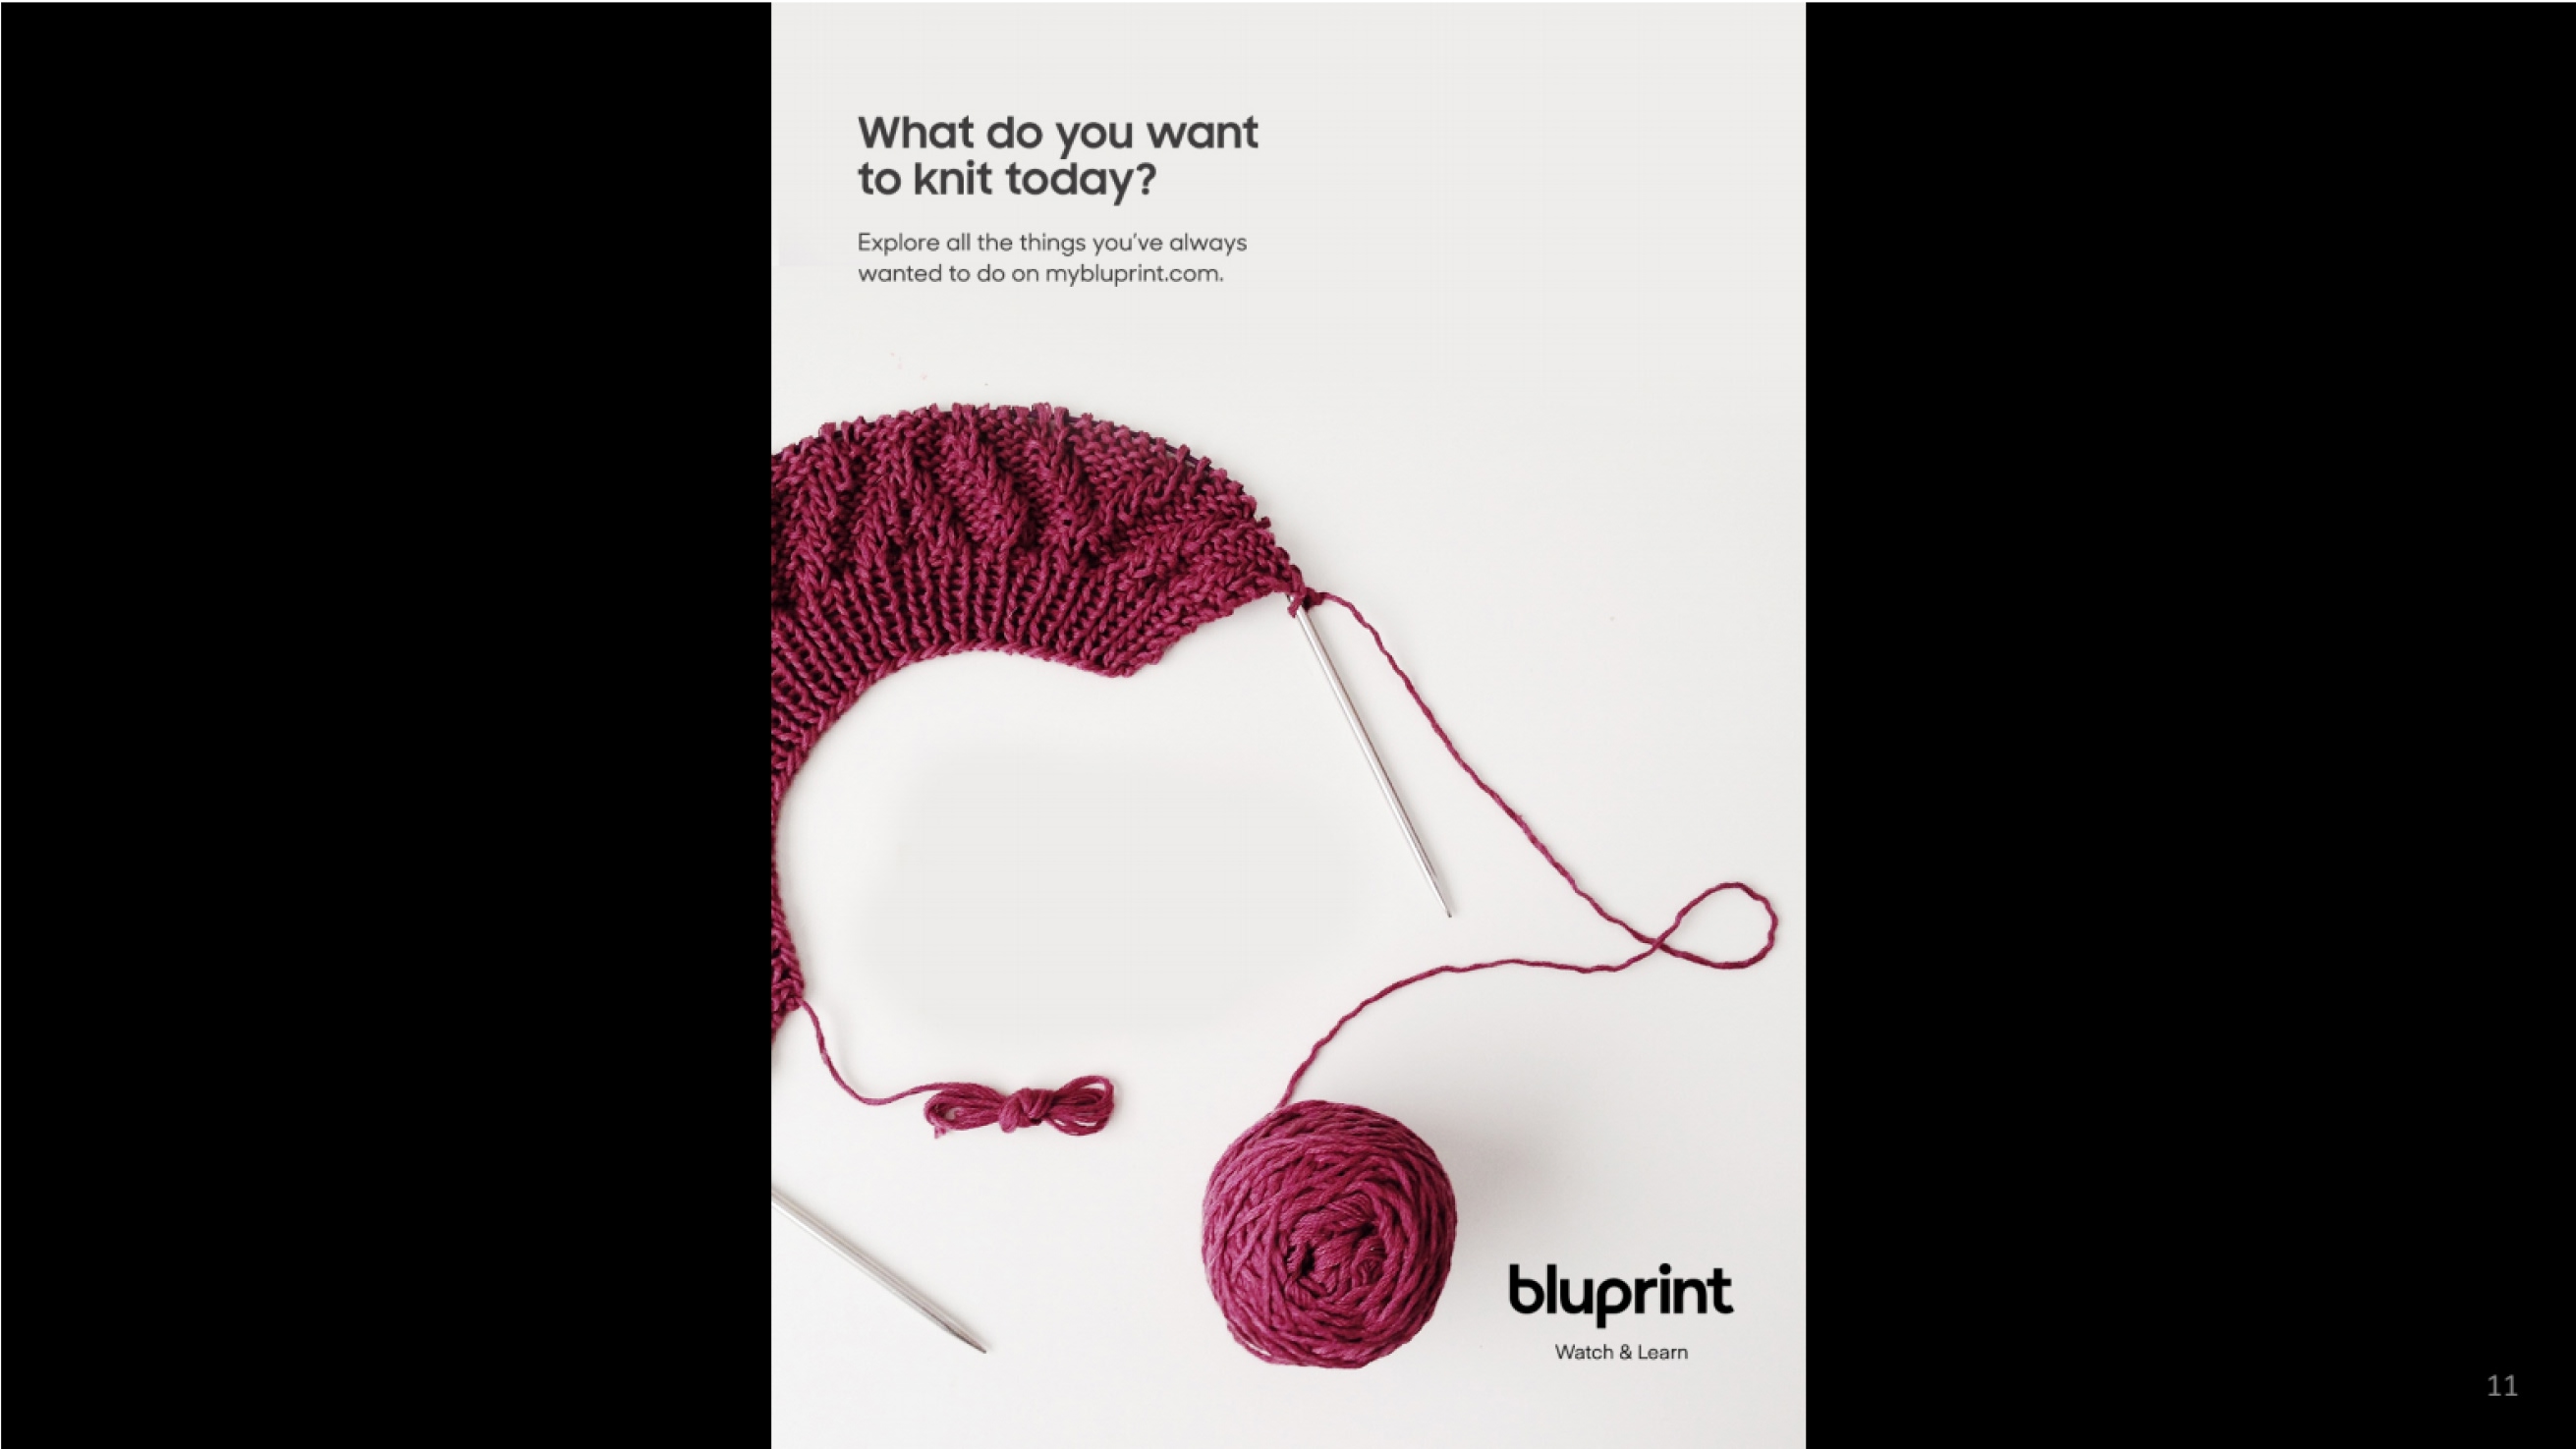 What do you want
to knit today?
Explore all the things you've always
wanted to do on mybluprint.com.
bluprint
Watch & Learn
11